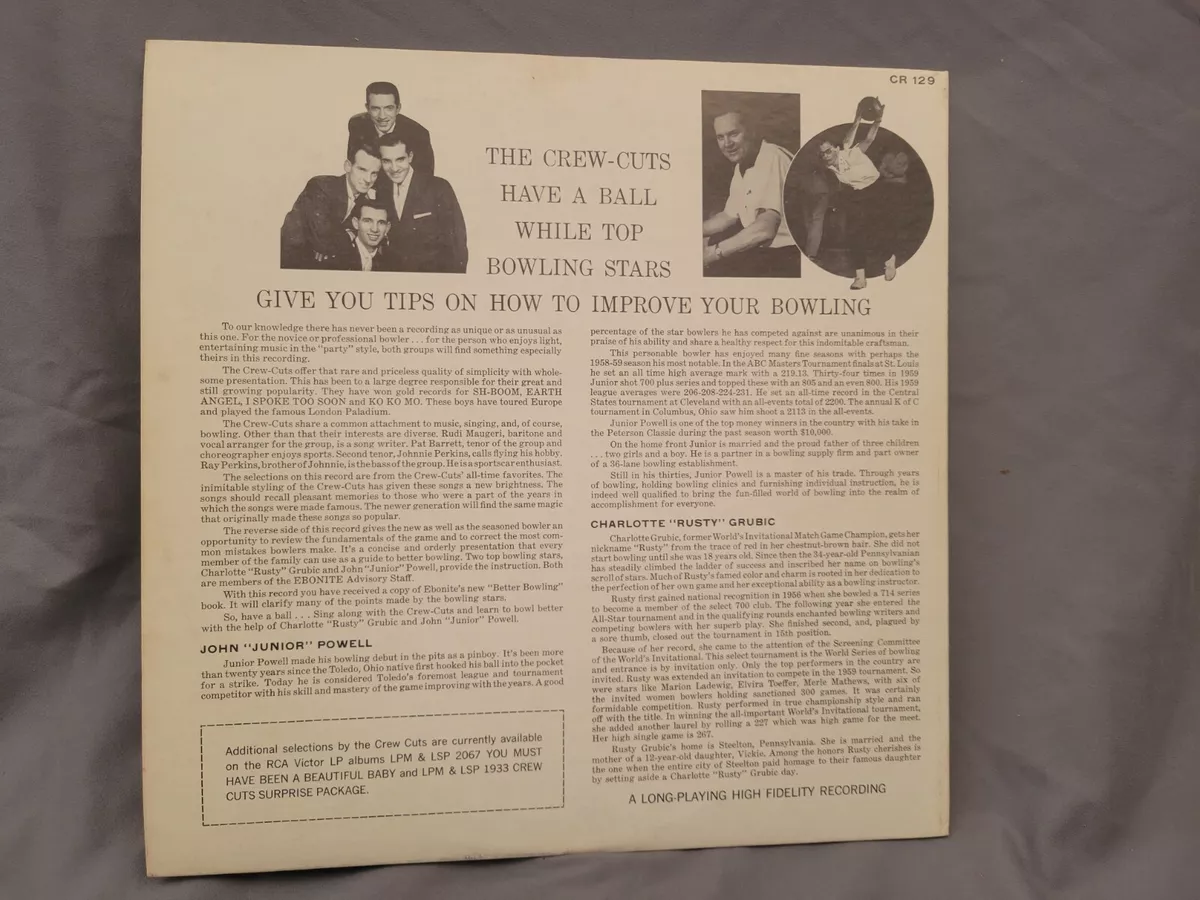 CR 129
THE CREW-CUTS
HAVE A BALL
WHILE TOP
BOWLING STARS
GIVE YOU TIPS ON HOW TO IMPROVE YOUR BOWLING
To our knowledge there has never been a recording as unique or as unusual as
this one. For the novice or professional bowler . . . for the person who enjoys light,
entertaining music in the "party" style, both groups will find something especially
theirs in this recording.
The Crew-Cuts offer that rare and priceless quality of simplicity with whole-
some presentation. This has been to a large degree responsible for their great and
still growing popularity. They have won gold records for SH-BOOM, EARTH
ANGEL, I SPOKE TOO SOON and KO KO MO. These boys have toured Europe
and played the famous London Paladium.
The Crew-Cuts share a common attachment to music, singing, and, of course,
bowling. Other than that their interests are diverse. Rudi Maugeri, baritone and
vocal arranger for the group, is a song writer. Pat Barrett, tenor of the group and
choreographer enjoys sports. Second tenor, Johnnie Perkins, calls flying his hobby.
Ray Perkins, brother of Johnnie, is the bass of the group. He is a sportscar enthusiast.
The selections on this record are from the Crew-Cuts' all-time favorites. The
inimitable styling of the Crew-Cuts has given these songs a new brightness. The
songs should recall pleasant memories to those who were a part of the years in
which the songs were made famous. The newer generation will find the same magic
that originally made these songs so popular.
The reverse side of this record gives the new as well as the seasoned bowler an
opportunity to review the fundamentals of the game and to correct the most com-
mon mistakes bowlers make. It's a concise and orderly presentation that every
member of the family can use as a guide to better bowling. Two top bowling stars,
Charlotte "Rusty" Grubic and John "Junior" Powell, provide the instruction. Both
are members of the EBONITE Advisory Staff.
With this record you have received a copy of Ebonite's new "Better Bowling"
book. It will clarify many of the points made by the bowling stars.
So, have a ball . . . Sing along with the Crew-Cuts and learn to bowl better
with the help of Charlotte "Rusty" Grubic and John "Junior" Powell.
JOHN "JUNIOR" POWELL
Junior Powell made his bowling debut in the pits as a pinboy. It's been more
than twenty years since the Toledo, Ohio native first hooked his ball into the pocket
for a strike. Today he is considered Toledo's foremost league and tournament
competitor with his skill and mastery of the game improving with the years. A good
Additional selections by the Crew Cuts are currently available
on the RCA Victor LP albums LPM & LSP 2067 YOU MUST
HAVE BEEN A BEAUTIFUL BABY and LPM & LSP 1933 CREW
CUTS SURPRISE PACKAGE.
percentage of the star bowlers he has competed against are unanimous in their
praise of his ability and share a healthy respect for this indomitable craftsman.
This personable bowler has enjoyed many fine seasons with perhaps the
1958-59 season his most notable. In the ABC Masters Tournament finals at St. Louis
he set an all time high average mark with a 219.13. Thirty-four times in 1959
Junior shot 700 plus series and topped these with an 805 and an even 800. His 1959
league averages were 206-208-224-231. He set an all-time record in the Central
States tournament at Cleveland with an all-events total of 2200. The annual K of C
tournament in Columbus, Ohio saw him shoot a 2113 in the all-events.
Junior Powell is one of the top money winners in the country with his take in
the Peterson Classic during the past season worth $10,000.
On the home front Junior is married and the proud father of three children
. . . two girls and a boy. He is a partner in a bowling supply firm and part owner
of a 36-lane bowling establishment.
Still in his thirties, Junior Powell is a master of his trade. Through years
of bowling, holding bowling clinics and furnishing individual instruction, he is
indeed well qualified to bring the fun-filled world of bowling into the realm of
accomplishment for everyone.
CHARLOTTE "RUSTY" GRUBIC
Charlotte Grubic, former World's Invitational Match Game Champion, gets her
nickname "Rusty" from the trace of red in her chestnut-brown hair. She did not
start bowling until she was 18 years old. Since then the 34-year-old Pennsylvanian
has steadily climbed the ladder of success and inscribed her name on bowling's
scroll of stars. Much of Rusty's famed color and charm is rooted in her dedication to
the perfection of her own game and her exceptional ability as a bowling instructor.
Rusty first gained national recognition in 1956 when she bowled a 714 series
to become a member of the select 700 club. The following year she entered the
All-Star tournament and in the qualifying rounds enchanted bowling writers and
competing bowlers with her superb play. She finished second, and, plagued by
a sore thumb, closed out the tournament in 15th position.
Because of her record, she came to the attention of the Screening Committee
of the World's Invitational. This select tournament is the World Series of bowling
and entrance is by invitation only. Only the top performers in the country are
invited. Rusty was extended an invitation to compete in the 1959 tournament. So
were stars like Marion Ladewig, Elvira Toeffer, Merle Mathews, with six of
the invited women bowlers holding sanctioned 300 games. It was certainly
formidable competition. Rusty performed in true championship style and ran
off with the title. In winning the all-important World's Invitational tournament,
she added another laurel by rolling a 227 which was high game for the meet.
Her high single game is 267.
Rusty Grubic's home is Steelton, Pennsylvania. She is married and the
mother of a 12-year-old daughter, Vickie. Among the honors Rusty cherishes is
the one when the entire city of Steelton paid homage to their famous daughter
by setting aside a Charlotte "Rusty" Grubic day.
A LONG-PLAYING HIGH FIDELITY RECORDING